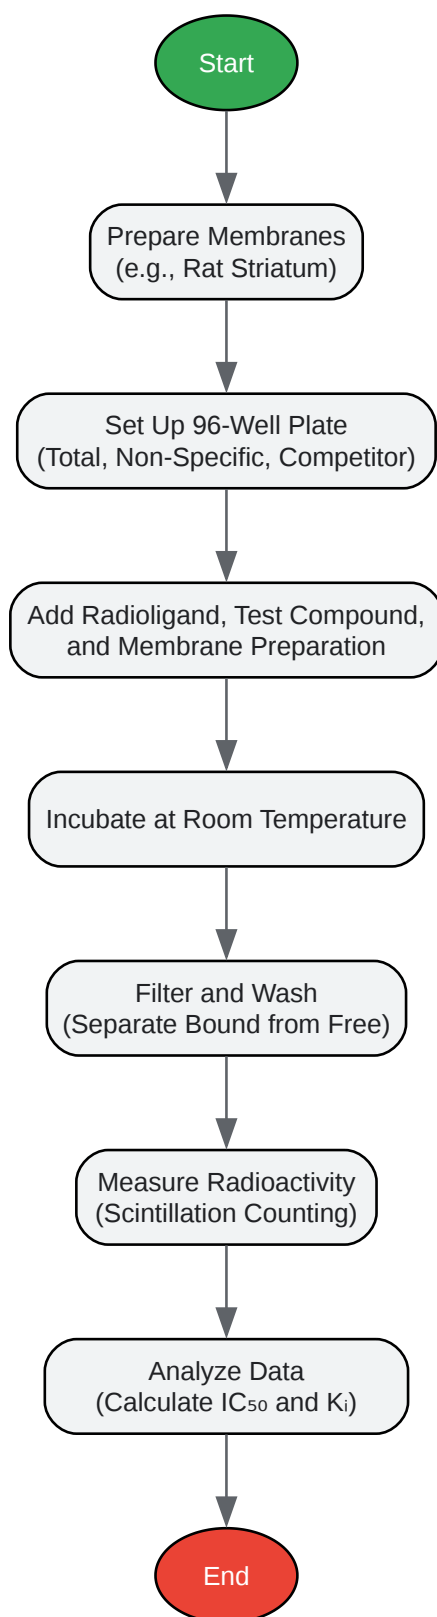 Start
Prepare Membranes
(e.g., Rat Striatum)
Set Up 96-Well Plate
(Total, Non-Specific, Competitor)
Add Radioligand, Test Compound,
and Membrane Preparation
Incubate at Room Temperature
Filter and Wash
(Separate Bound from Free)
Measure Radioactivity
(Scintillation Counting)
Analyze Data
(Calculate IC₅₀ and Kᵢ)
End